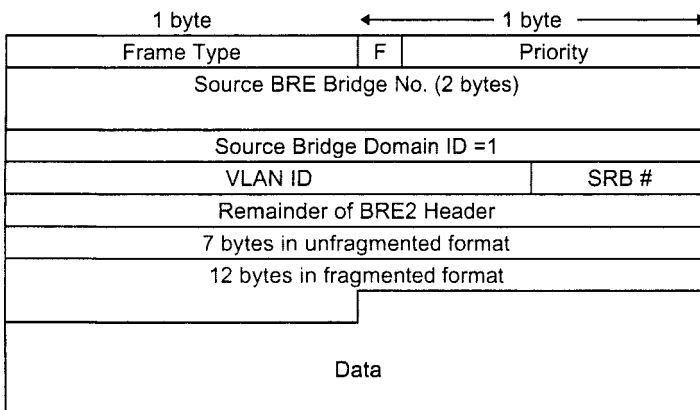 1 byte 1 byte
Frame Type F Priority
Source BRE Bridge No. (2 bytes)
Source Bridge Domain ID =1
VLAN ID SRB #
Remainder of BRE2 Header
7 bytes in unfragmented format
12 bytes in fragmented format
Data